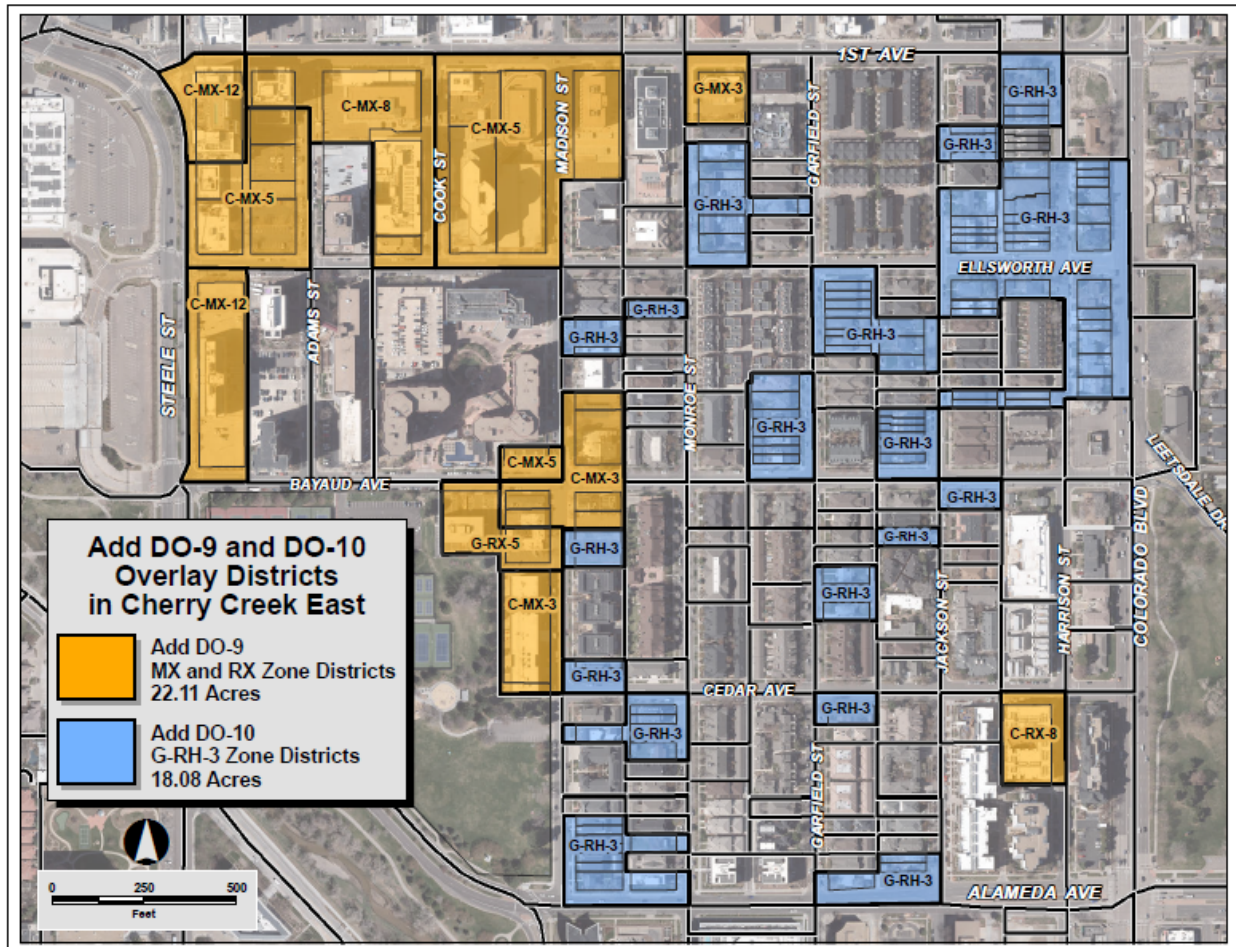 1ST AVE
C-MX-12
C-MX-8
C-MX-5
G-MX-3
G-RH-3
MADISON ST
GARFIELD ST
COOK ST
G-RH-3
C-MX-5
G-RH-3
G-RH-3
ELLSWORTH AVE
C-MX-12
ADAMS ST
G-RH-3
G-RH-3
G-RH-3
STEELE ST
MONROE ST
G-RH-3
G-RH-3
C-MX-5
C-MX-3
LEETSDALE DR
BAYAUD AVE
G-RH-3
G-RX-5
G-RH-3
G-RH-3
COLORADO BLVD
C-MX-3
G-RH-3
JACKSON ST
HARRISON ST
G-RH-3
CEDAR AVE
G-RH-3
G-RH-3
C-RX-8
GARFIELD ST
G-RH-3
G-RH-3
ALAMEDA AVE
Add DO-9 and DO-10
Overlay Districts
in Cherry Creek East
Add DO-9
MX and RX Zone Districts
22.11 Acres
Add DO-10
G-RH-3 Zone Districts
18.08 Acres
0 250 500
Feet